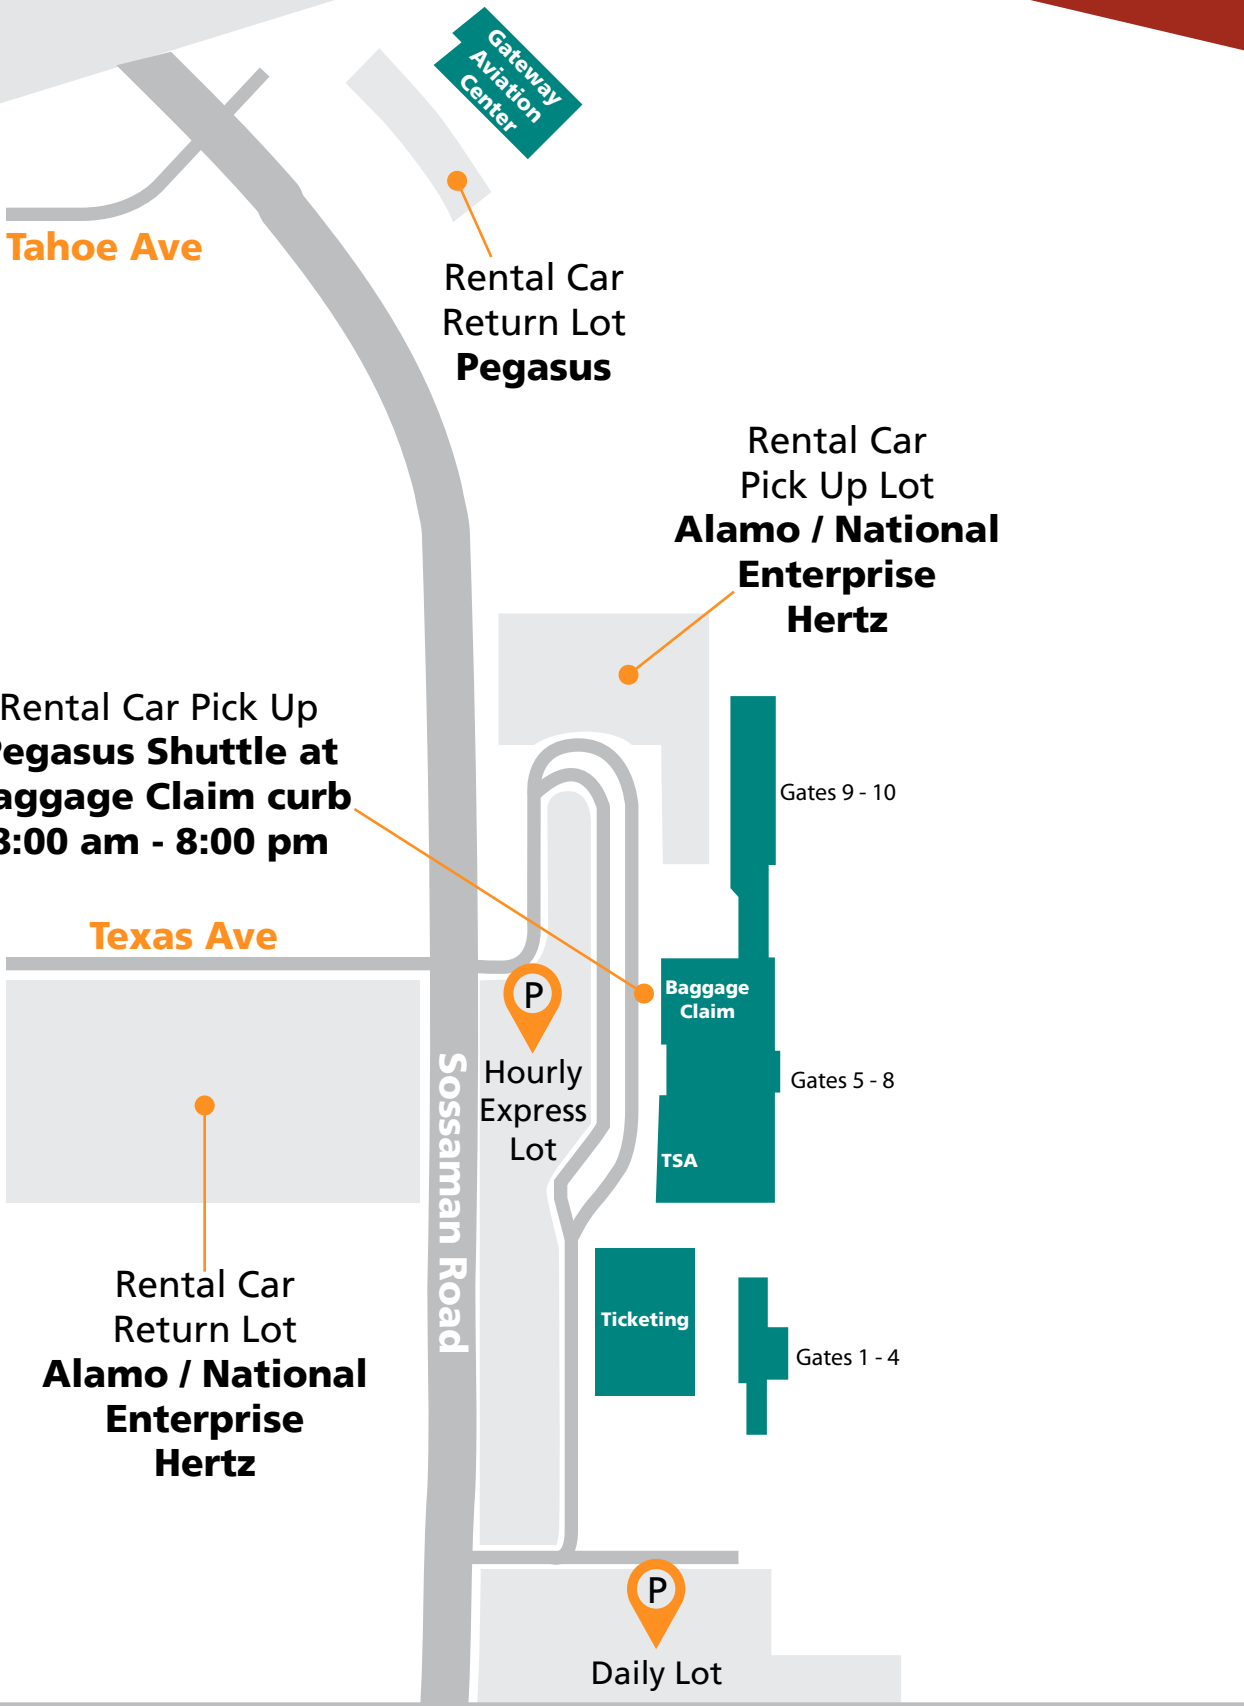 Gateway
Aviation
Center
Tahoe Ave
Rental Car
Return Lot
Pegasus
Rental Car
Pick Up Lot
Alamo / National
Enterprise
Hertz
Rental Car Pick Up
Pegasus Shuttle at
Baggage Claim curb
8:00 am - 8:00 pm
Gates 9 - 10
Texas Ave
P
Hourly
Express
Lot
Baggage
Claim
Gates 5 - 8
TSA
Sossaman Road
Rental Car
Return Lot
Alamo / National
Enterprise
Hertz
Ticketing
Gates 1 - 4
P
Daily Lot